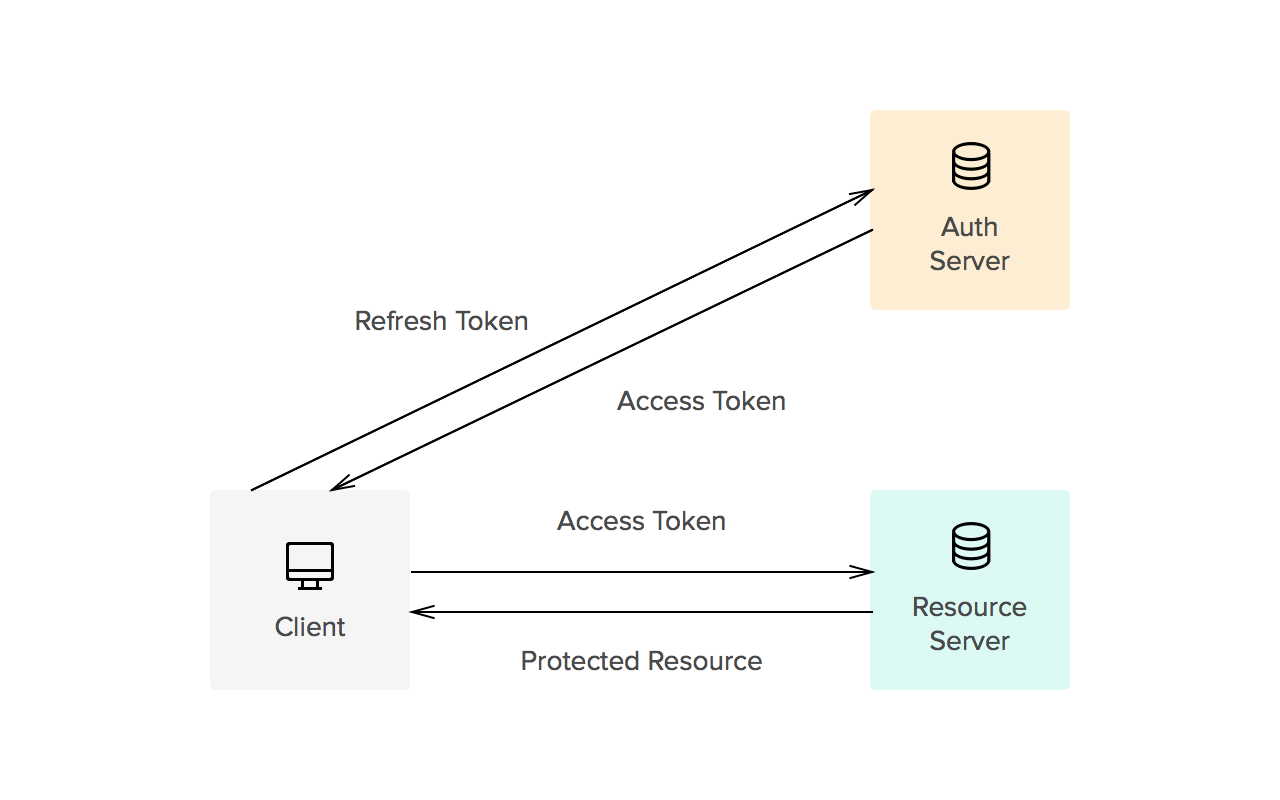 Auth
Server
Refresh Token
Access Token
Access Token
Client
Resource
Server
Protected Resource